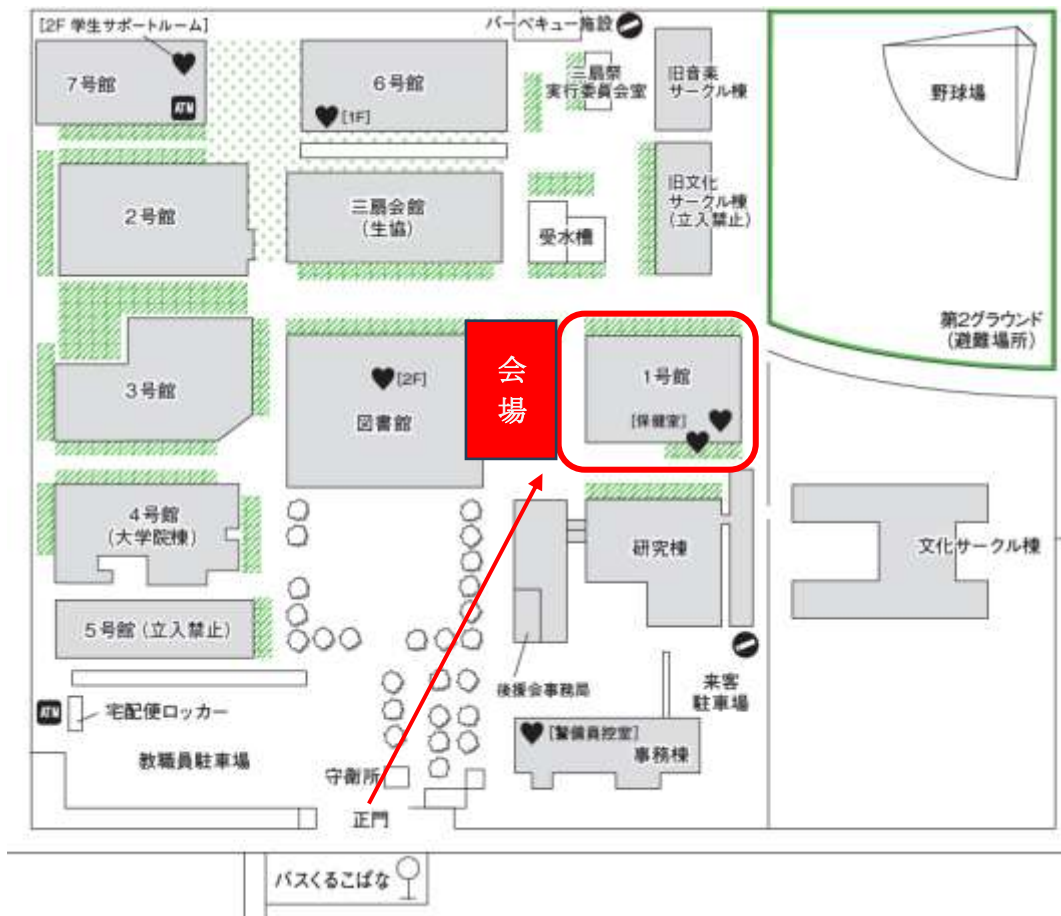 [2F 学生サポートルーム]
7号館
ATM
6号館
[1F]
バーベキュー施設
三扇祭
実行委員会室
旧音楽
サークル棟
野球場
2号館
三扇会館
(生協)
受水槽
旧文化
サークル棟
(立入禁止)
第2グラウンド
(避難場所)
3号館
[2F]
図書館
会
場
1号館
[保健室]
4号館
(大学院棟)
研究棟
文化サークル棟
5号館(立入禁止)
後援会事務局
来客
駐車場
ATM
宅配便ロッカー
[警備員控室]
事務棟
教職員駐車場
守衛所
正門
バスくるこばな